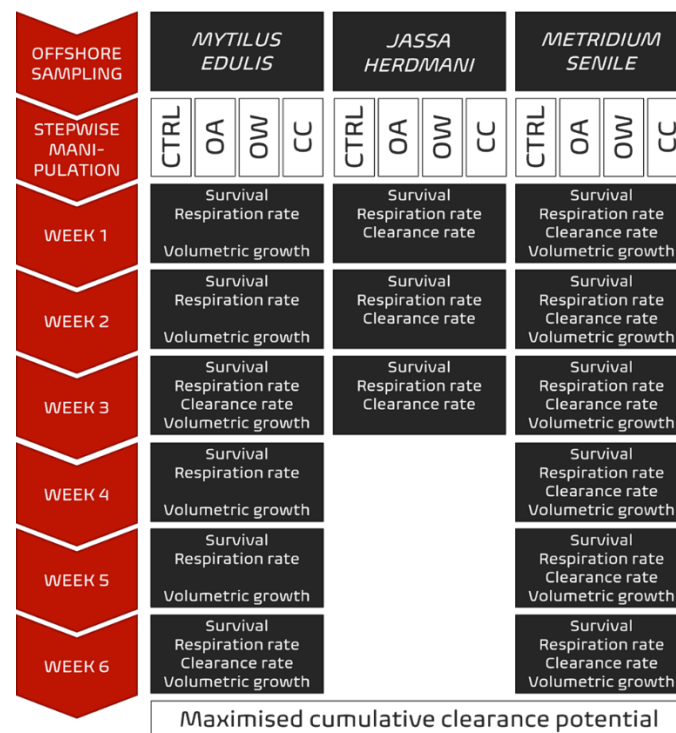 OFFSHORE
SAMPLING
MYTILUS
EDULIS
JASSA
HERDMANI
METRIDIUM
SENILE
STEPWISE
MANI-
PULATION
CTRL
OA
OW
CC
CTRL
OA
OW
CC
CTRL
OA
OW
CC
WEEK 1
Survival
Respiration rate
Volumetric growth
Survival
Respiration rate
Clearance rate
Survival
Respiration rate
Clearance rate
Volumetric growth
WEEK 2
Survival
Respiration rate
Volumetric growth
Survival
Respiration rate
Clearance rate
Survival
Respiration rate
Clearance rate
Volumetric growth
WEEK 3
Survival
Respiration rate
Clearance rate
Volumetric growth
Survival
Respiration rate
Clearance rate
Survival
Respiration rate
Clearance rate
Volumetric growth
WEEK 4
Survival
Respiration rate
Volumetric growth
Survival
Respiration rate
Clearance rate
Volumetric growth
WEEK 5
Survival
Respiration rate
Volumetric growth
Survival
Respiration rate
Clearance rate
Volumetric growth
WEEK 6
Survival
Respiration rate
Clearance rate
Volumetric growth
Survival
Respiration rate
Clearance rate
Volumetric growth
Maximised cumulative clearance potential